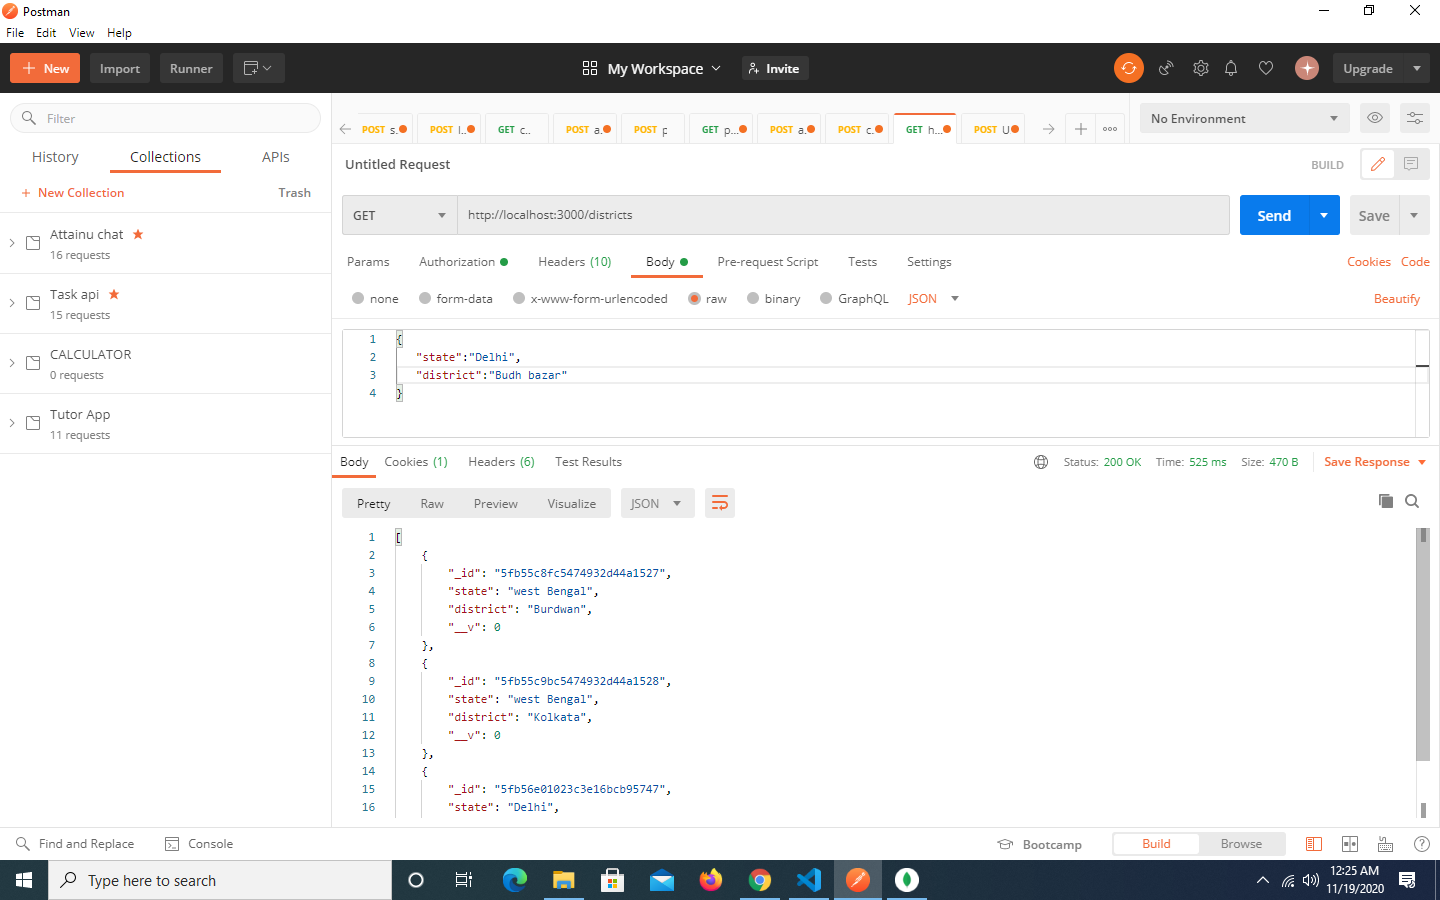 Postman
File Edit View Help
New Import Runner My Workspace Invite Upgrade
Filter
History Collections APIs
+ New Collection Trash
Attainu chat
16 requests
Task api
15 requests
CALCULATOR
0 requests
Tutor App
11 requests
POST s.. POST l.. GET c.. POST a.. POST p GET p... POST a.. POST c.. GET h... POST U
No Environment
Untitled Request BUILD
GET http://localhost:3000/districts Send Save
Params Authorization Headers (10) Body Pre-request Script Tests Settings Cookies Code
none form-data x-www-form-urlencoded raw binary GraphQL JSON Beautify
1 {
2 "state":"Delhi",
3 "district":"Budh bazar"
4 }
Body Cookies (1) Headers (6) Test Results Status: 200 OK Time: 525 ms Size: 470 B Save Response
Pretty Raw Preview Visualize JSON
1 [
2 {
3 "_id": "5fb55c8fc5474932d44a1527",
4 "state": "west Bengal",
5 "district": "Burdwan",
6 "__v": 0
7 },
8 {
9 "_id": "5fb55c9bc5474932d44a1528",
10 "state": "west Bengal",
11 "district": "Kolkata",
12 "__v": 0
13 },
14 {
15 "_id": "5fb56e01023c3e16bcb95747",
16 "state": "Delhi",
Find and Replace Console Bootcamp Build Browse
Type here to search
12:25 AM
11/19/2020